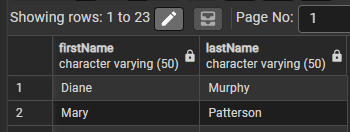 Showing rows: 1 to 23 Page No: 1
firstName lastName
character varying (50) character varying (50)
1 Diane Murphy
2 Mary Patterson